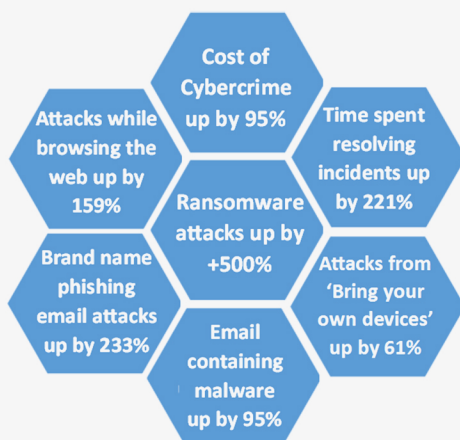 Cost of
Cybercrime
up by 95%
Attacks while
browsing the
web up by
159%
Time spent
resolving
incidents up
by 221%
Ransomware
attacks up by
+500%
Brand name
phishing
email attacks
up by 233%
Attacks from
‘Bring your
own devices’
up by 61%
Email
containing
malware
up by 95%